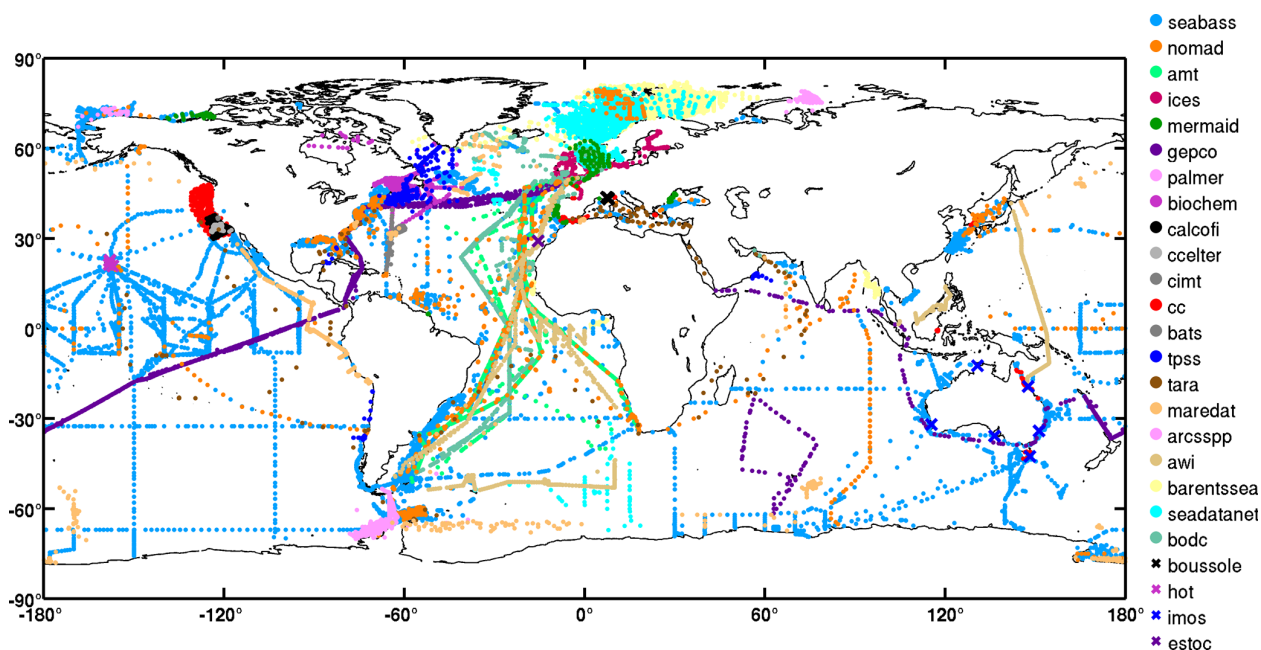 90°
60°
30°
0°
-30°
-60°
-90°
-180°
-120°
-60°
0°
60°
120°
180°
seabass
nomad
amt
ices
mermaid
gepco
palmer
biochem
calcofi
ccelter
cimt
cc
bats
tpss
tara
maredat
arcsspp
awi
barentssea
seadatanet
bodc
boussole
hot
imos
estoc